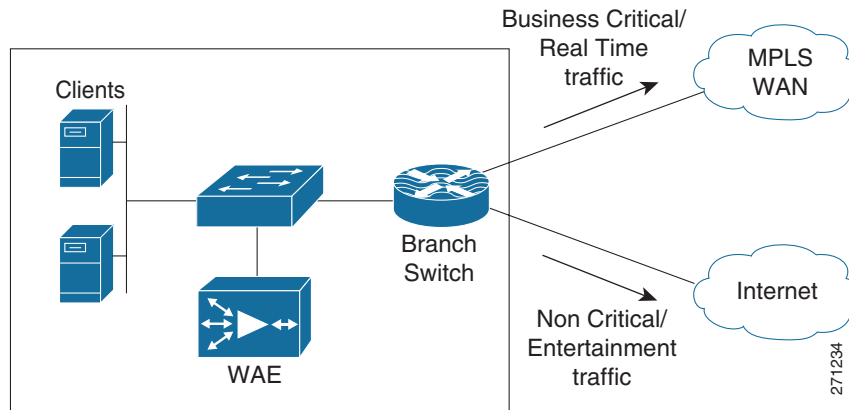 Business Critical/
Real Time
traffic
MPLS
WAN
Clients
Branch
Switch
Internet
Non Critical/
Entertainment
traffic
WAE
271234